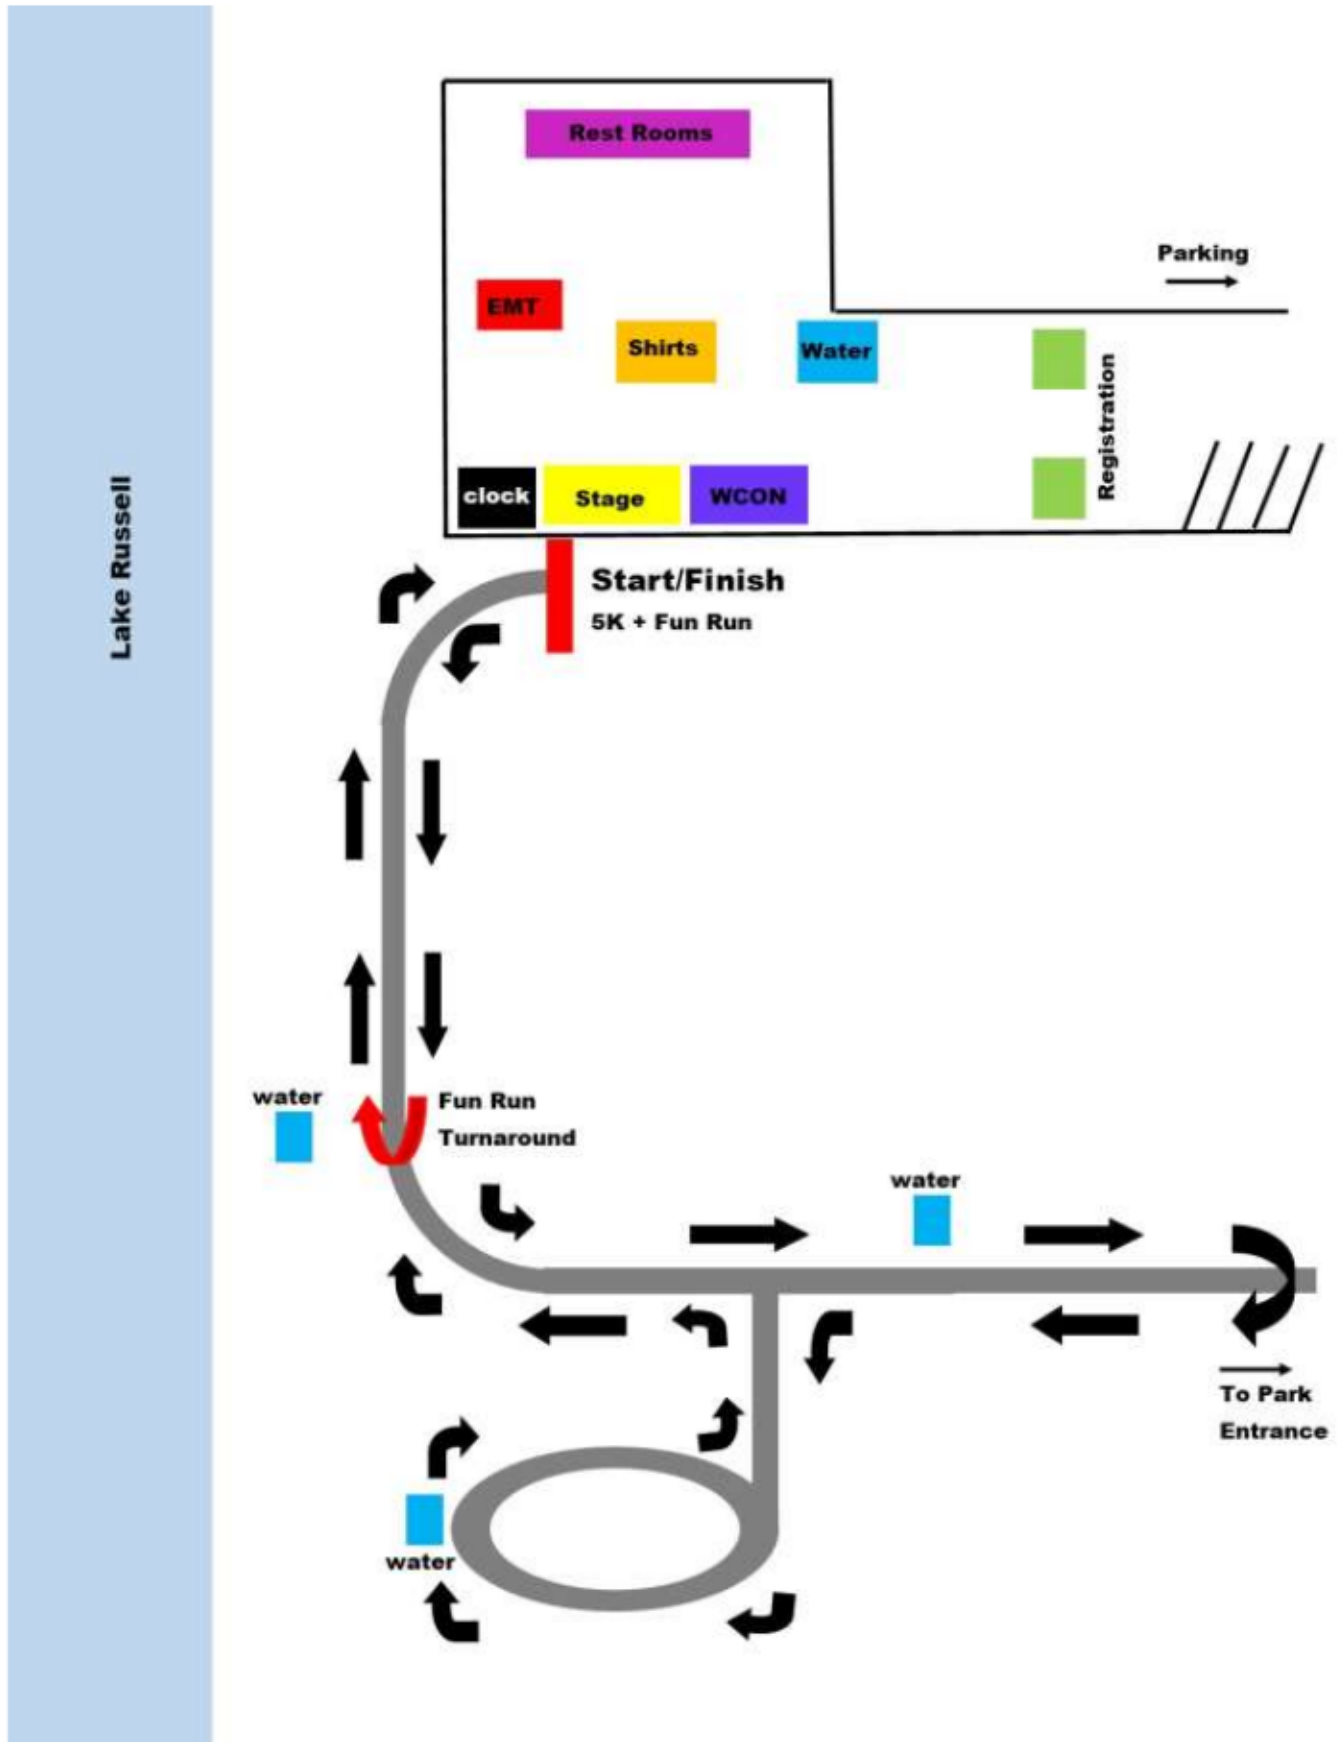 Rest Rooms
Parking
EMT
Shirts
Water
Registration
clock
Stage
WCON
Lake Russell
Start/Finish
5K + Fun Run
water
Fun Run
Turnaround
water
To Park
Entrance
water